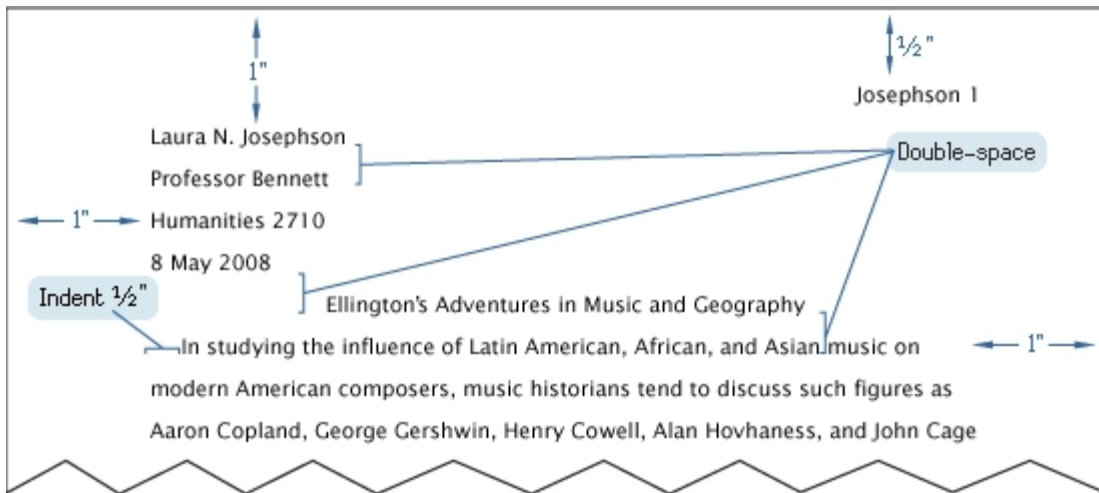 1"
½"
Josephson 1
Laura N. Josephson
Double-space
Professor Bennett
1"
Humanities 2710
8 May 2008
Indent ½"
Ellington's Adventures in Music and Geography
In studying the influence of Latin American, African, and Asian music on
1"
modern American composers, music historians tend to discuss such figures as
Aaron Copland, George Gershwin, Henry Cowell, Alan Hovhaness, and John Cage